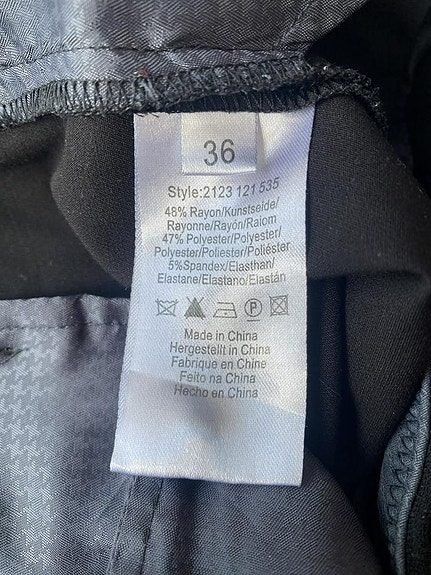 36
Style:2123 121 535
48% Rayon/Kunstseide/
Rayonne/Rayón/Raiom
47% Polyester/Polyester/
Polyester/Poliester/Poliéster
5%Spandex/Elasthan/
Elastane/Elastano/Elastán
P
Made in China
Hergestellt in China
Fabrique en Chine
Feito na China
Hecho en China